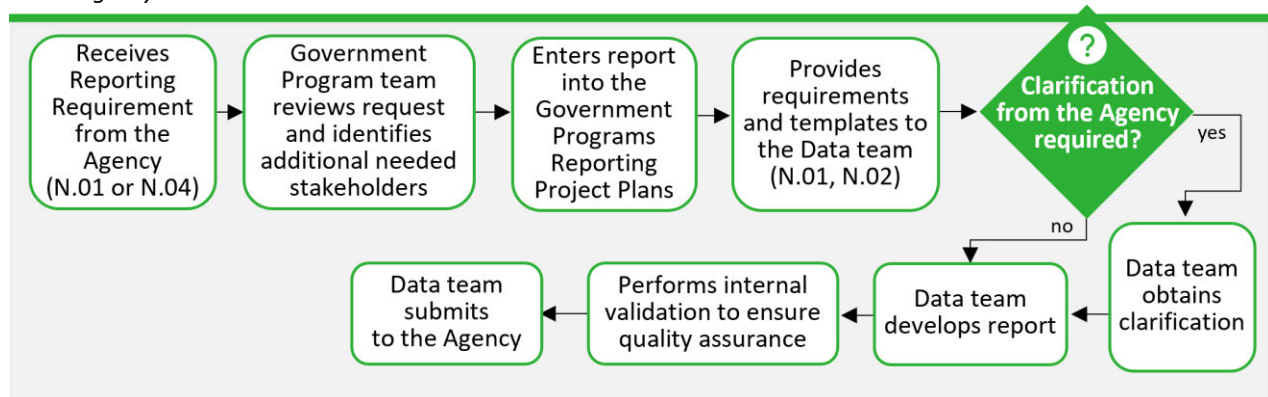 Receives
Reporting
Requirement
from the
Agency
(N.01 or N.04)
Government
Program team
reviews request
and identifies
additional needed
stakeholders
Enters report
into the
Government
Programs
Reporting
Project Plans
Provides
requirements
and templates to
the Data team
(N.01, N.02)
?
Clarification
from the Agency
required?
yes
no
Data team
obtains
clarification
Data team
develops report
Performs internal
validation to ensure
quality assurance
Data team
submits
to the Agency